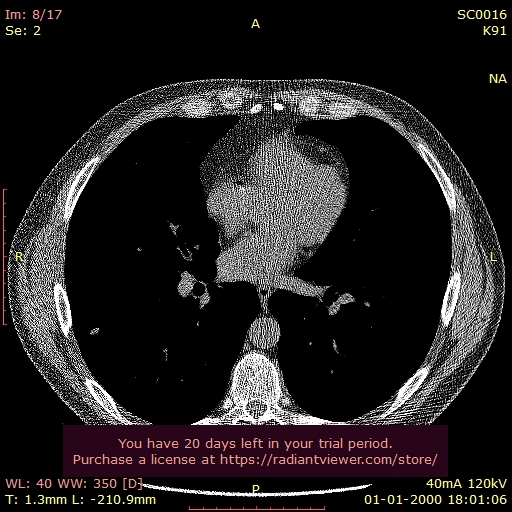 Im: 8/17
Se: 2
A
SC0016
K91
NA
R
L
You have 20 days left in your trial period.
Purchase a license at https://radiantviewer.com/store/
WL: 40 WW: 350 [D]
T: 1.3mm L: -210.9mm
P
40mA 120kV
01-01-2000 18:01:06